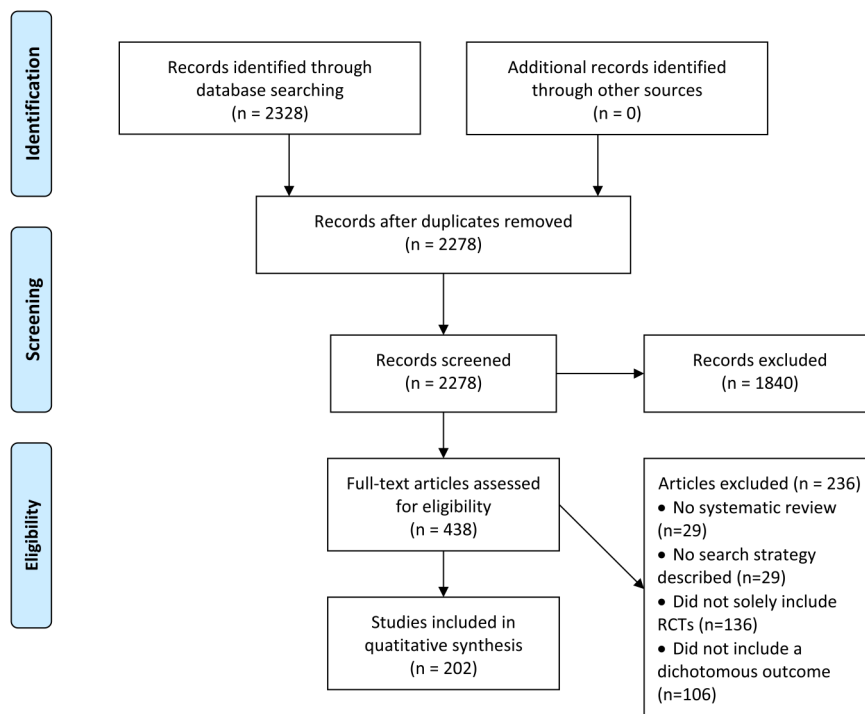 Identification
Records identified through
database searching
(n = 2328)
Additional records identified
through other sources
(n = 0)
Records after duplicates removed
(n = 2278)
Screening
Records screened
(n = 2278)
Records excluded
(n = 1840)
Eligibility
Full-text articles assessed
for eligibility
(n = 438)
Articles excluded (n = 236)
• No systematic review
(n=29)
• No search strategy
described (n=29)
• Did not solely include
RCTs (n=136)
• Did not include a
dichotomous outcome
(n=106)
Studies included in
quantitative synthesis
(n = 202)